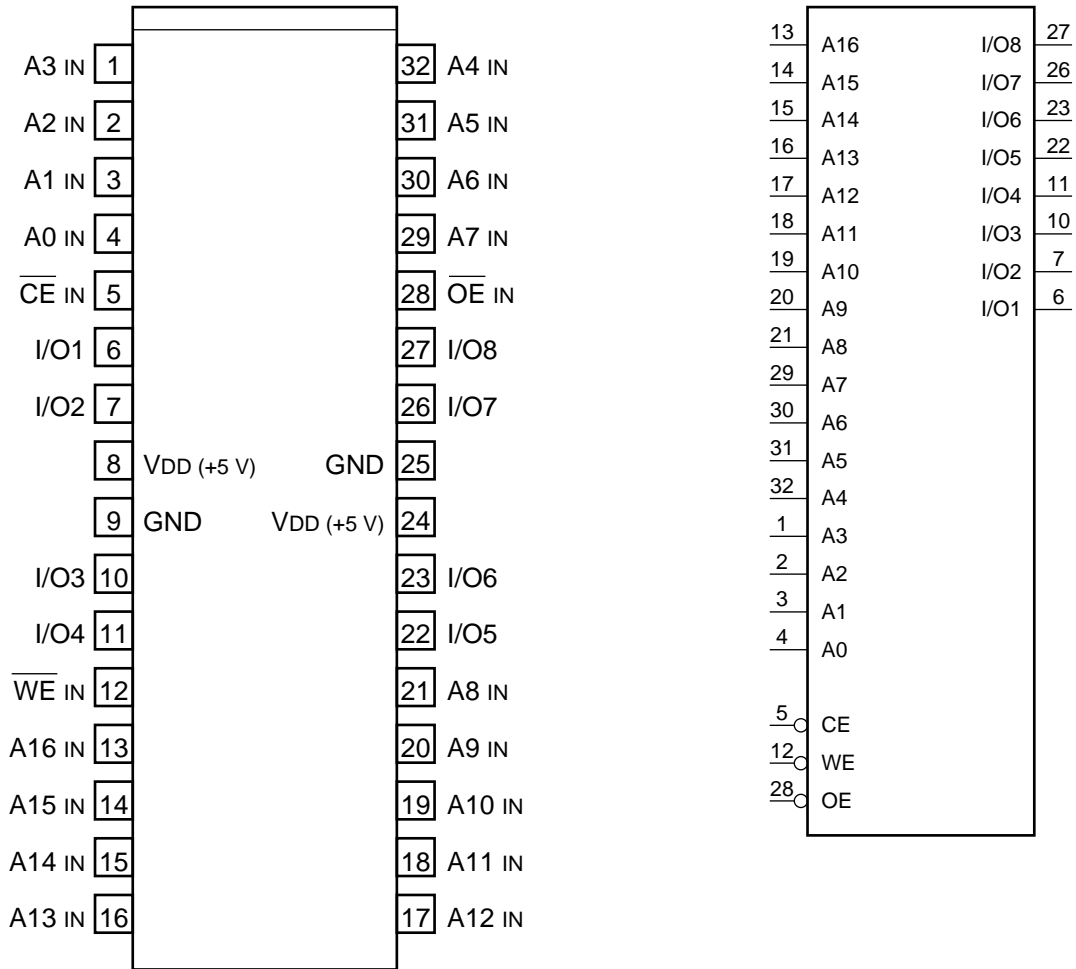 A3 IN 1 32 A4 IN
A2 IN 2 31 A5 IN
A1 IN 3 30 A6 IN
A0 IN 4 29 A7 IN
CE IN 5 28 OE IN
I/O1 6 27 I/O8
I/O2 7 26 I/O7
8 VDD (+5 V) GND 25
9 GND VDD (+5 V) 24
I/O3 10 23 I/O6
I/O4 11 22 I/O5
WE IN 12 21 A8 IN
A16 IN 13 20 A9 IN
A15 IN 14 19 A10 IN
A14 IN 15 18 A11 IN
A13 IN 16 17 A12 IN
13 A16 I/O8 27
14 A15 I/O7 26
15 A14 I/O6 23
16 A13 I/O5 22
17 A12 I/O4 11
18 A11 I/O3 10
19 A10 I/O2 7
20 A9 I/O1 6
21 A8
29 A7
30 A6
31 A5
32 A4
1 A3
2 A2
3 A1
4 A0
5 CE
12 WE
28 OE